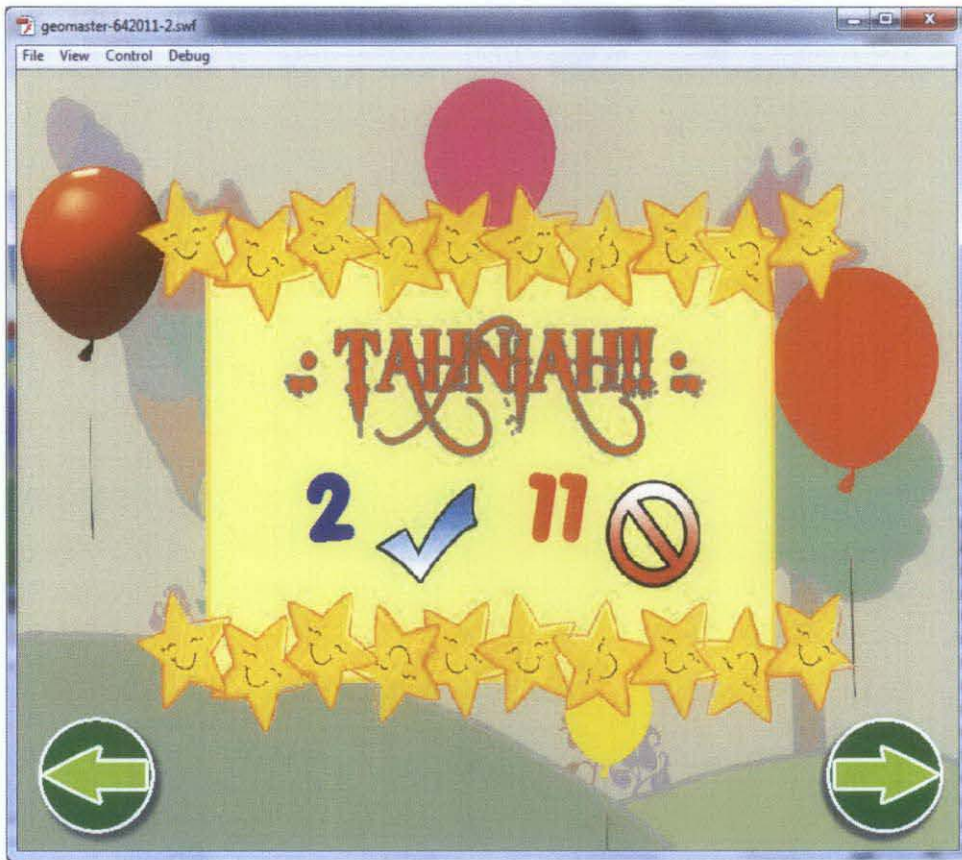 geomaster-642011-2.swf
File View Control Debug
: TAHNIAH!! :
2 11